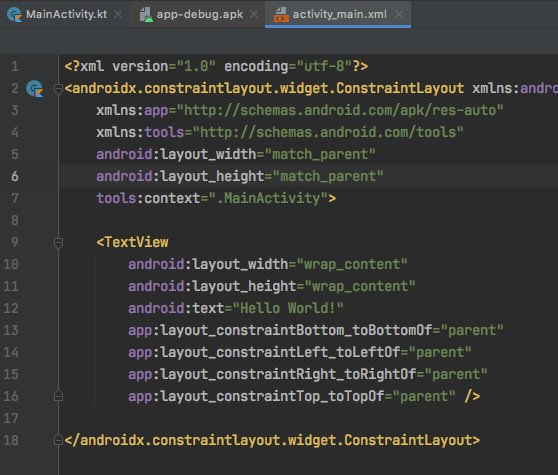 MainActivity.kt app-debug.apk activity_main.xml
1 <?xml version="1.0" encoding="utf-8"?>
2 <androidx.constraintlayout.widget.ConstraintLayout xmlns:andro
3 xmlns:app="http://schemas.android.com/apk/res-auto"
4 xmlns:tools="http://schemas.android.com/tools"
5 android:layout_width="match_parent"
6 android:layout_height="match_parent"
7 tools:context=".MainActivity">
8
9 <TextView
10 android:layout_width="wrap_content"
11 android:layout_height="wrap_content"
12 android:text="Hello World!"
13 app:layout_constraintBottom_toBottomOf="parent"
14 app:layout_constraintLeft_toLeftOf="parent"
15 app:layout_constraintRight_toRightOf="parent"
16 app:layout_constraintTop_toTopOf="parent" />
17
18 </androidx.constraintlayout.widget.ConstraintLayout>